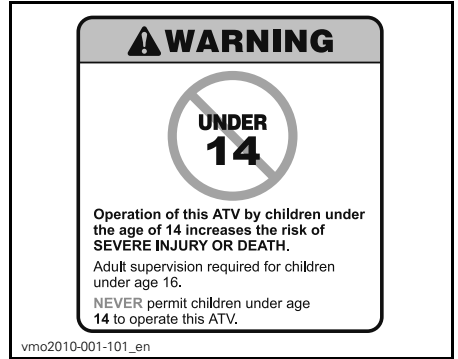 WARNING
UNDER
14
Operation of this ATV by children under
the age of 14 increases the risk of
SEVERE INJURY OR DEATH.
Adult supervision required for children
under age 16.
NEVER permit children under age
14 to operate this ATV.
vmo2010-001-101_en